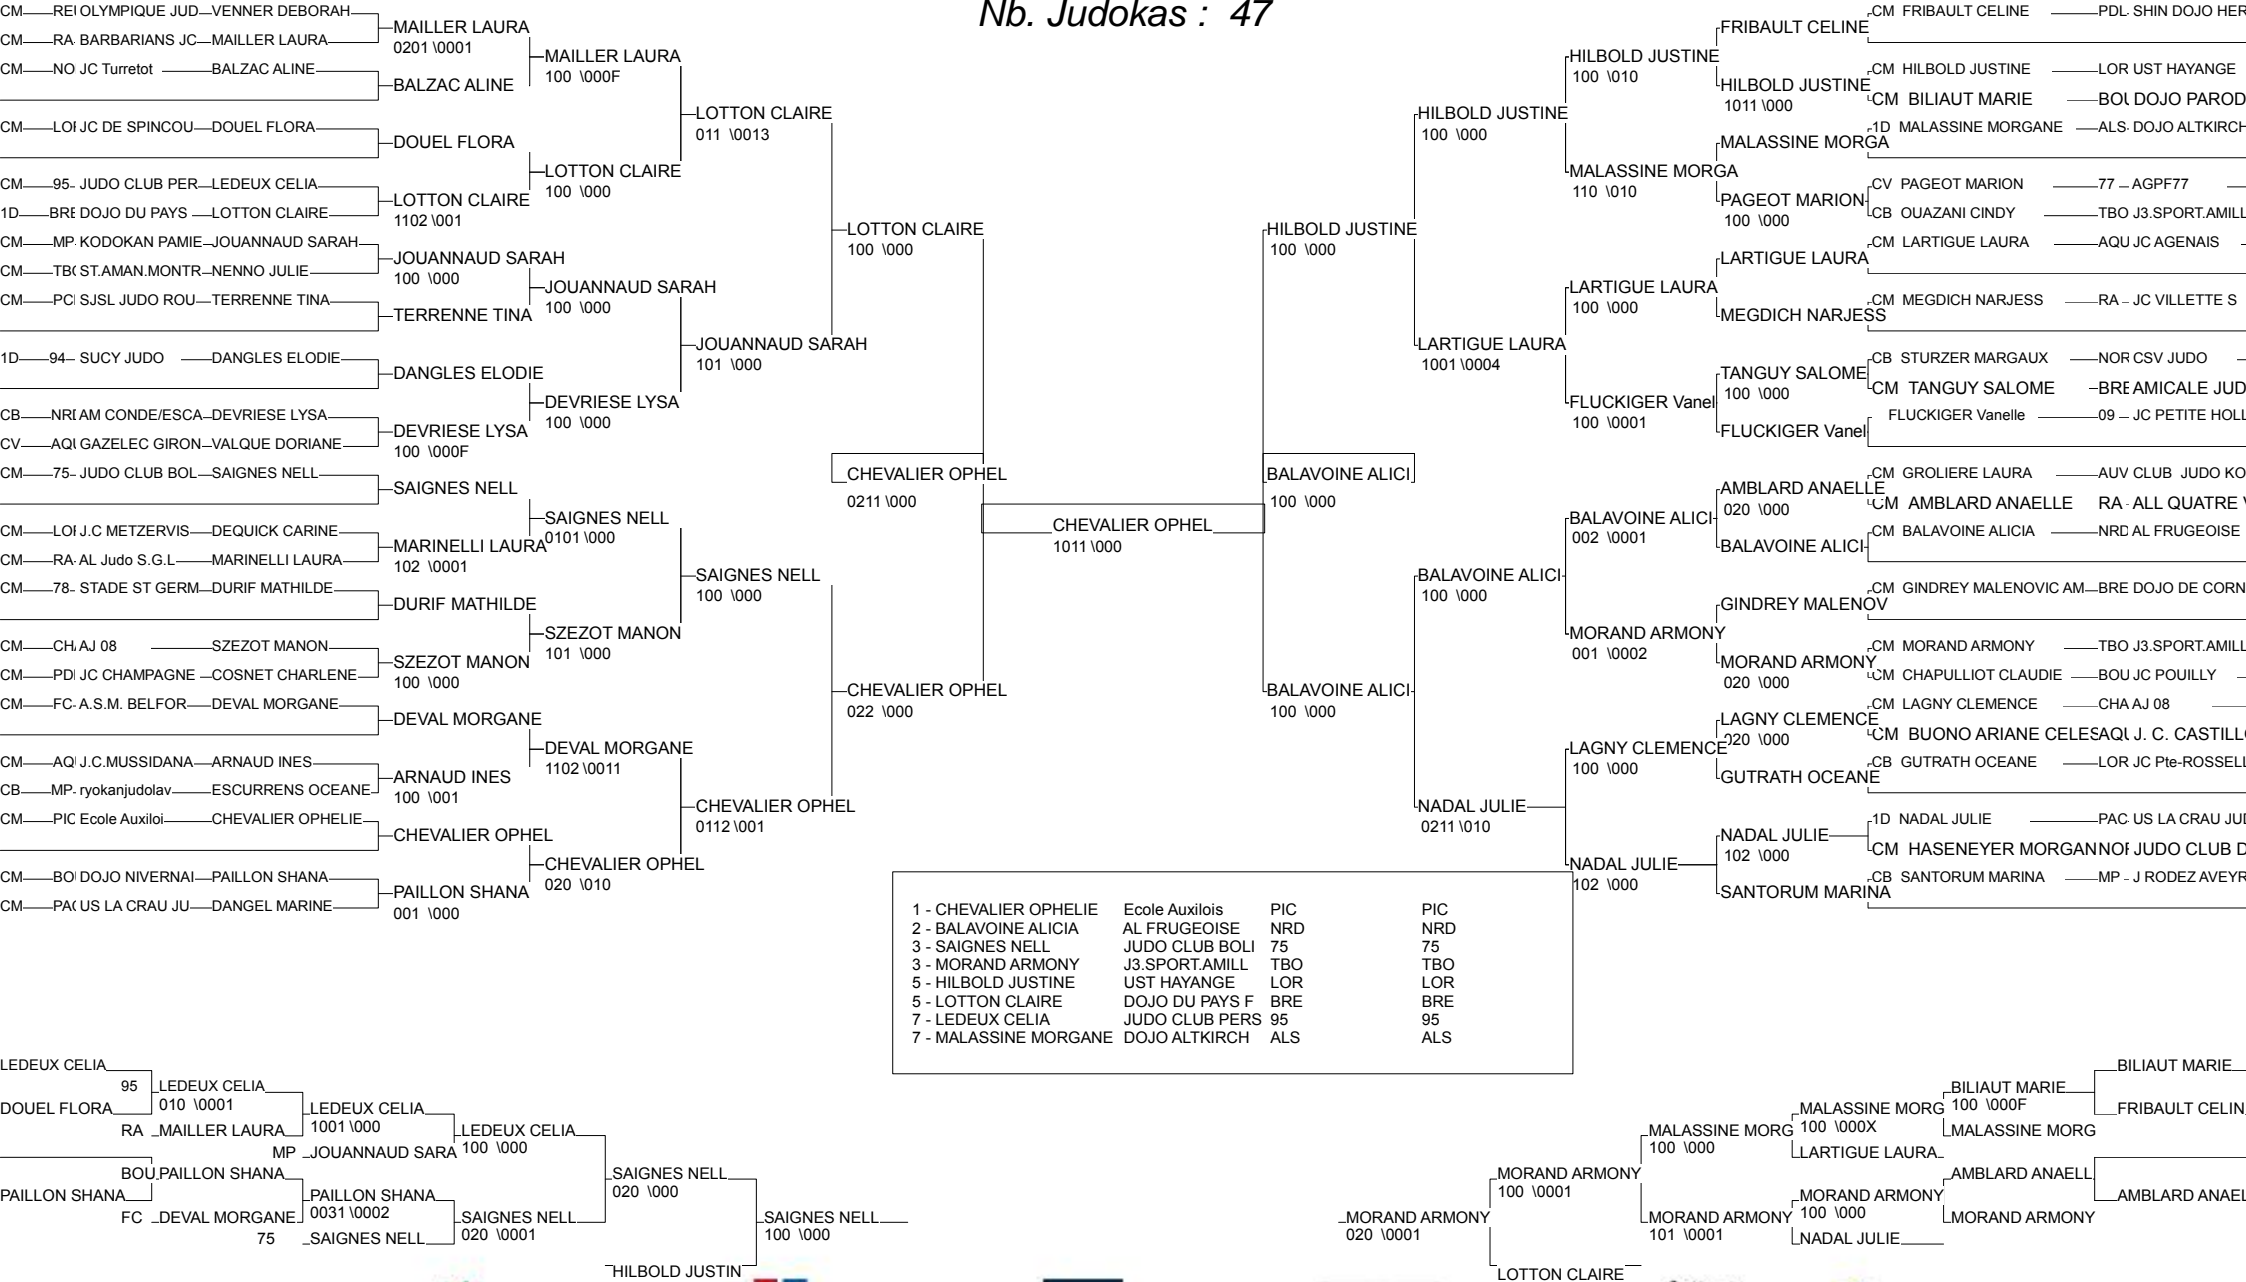 Nb. Judokas : 47
CM REI OLYMPIQUE JUD VENNER DEBORAH
CM RA BARBARIANS JC MAILLER LAURA
CM NO JC Turretot BALZAC ALINE
CM LOI JC DE SPINCOU DOUEL FLORA
CM 95- JUDO CLUB PER LEDEUX CELIA
1D BRE DOJO DU PAYS LOTTON CLAIRE
CM MP- KODOKAN PAMIE JOUANNAUD SARAH
CM TBC ST.AMAN.MONTR NENNO JULIE
CM PCI SJSL JUDO ROU TERRENNE TINA
1D 94- SUCY JUDO DANGLES ELODIE
CB NRD AM CONDE/ESCA DEVRIESE LYSA
CV AQU GAZELEC GIRON VALQUE DORIANE
CM 75- JUDO CLUB BOL SAIGNES NELL
CM LOI J.C METZERVIS DEQUICK CARINE
CM RA- AL Judo S.G.L MARINELLI LAURA
CM 78- STADE ST GERM DURIF MATHILDE
CM CHA AJ 08 SZEZOT MANON
CM PDI JC CHAMPAGNE COSNET CHARLENE
CM FC- A.S.M. BELFOR DEVAL MORGANE
CM AQU J.C.MUSSIDANA ARNAUD INES
CB MP- ryokanjudolav ESCURRENS OCEANE
CM PIC Ecole Auxiloi CHEVALIER OPHELIE
CM BOU DOJO NIVERNAI PAILLON SHANA
CM PAC US LA CRAU JU DANGEL MARINE
MAILLER LAURA
0201 \0001
BALZAC ALINE
DOUEL FLORA
LOTTON CLAIRE
1102 \001
JOUANNAUD SARAH
100 \000
TERRENNE TINA
DANGLES ELODIE
DEVRIESE LYSA
100 \000F
SAIGNES NELL
MARINELLI LAURA
102 \0001
DURIF MATHILDE
SZEZOT MANON
100 \000
DEVAL MORGANE
ARNAUD INES
100 \001
CHEVALIER OPHEL
PAILLON SHANA
001 \000
MAILLER LAURA
100 \000F
LOTTON CLAIRE
100 \000
JOUANNAUD SARAH
100 \000
DEVRIESE LYSA
100 \000
SAIGNES NELL
0101 \000
SZEZOT MANON
101 \000
DEVAL MORGANE
1102 \0011
CHEVALIER OPHEL
020 \010
LOTTON CLAIRE
011 \0013
JOUANNAUD SARAH
101 \000
SAIGNES NELL
100 \000
CHEVALIER OPHEL
0112 \001
LOTTON CLAIRE
100 \000
CHEVALIER OPHEL
0211 \000
CHEVALIER OPHEL
022 \000
CHEVALIER OPHEL
1011 \000
HILBOLD JUSTINE
100 \000
BALAVOINE ALICI
100 \000
BALAVOINE ALICI
100 \000
HILBOLD JUSTINE
100 \000
LARTIGUE LAURA
1001 \0004
BALAVOINE ALICI
100 \000
NADAL JULIE
0211 \010
HILBOLD JUSTINE
100 \010
MALASSINE MORGA
110 \010
LARTIGUE LAURA
100 \000
FLUCKIGER Vanel
100 \0001
BALAVOINE ALICI
002 \0001
MORAND ARMONY
001 \0002
LAGNY CLEMENCE
100 \000
NADAL JULIE
102 \000
FRIBAULT CELINE
HILBOLD JUSTINE
1011 \000
MALASSINE MORGA
PAGEOT MARION
100 \000
LARTIGUE LAURA
MEGDICH NARJESS
TANGUY SALOME
100 \000
FLUCKIGER Vanel
AMBLARD ANAELLE
020 \000
BALAVOINE ALICI
GINDREY MALENOV
MORAND ARMONY
020 \000
LAGNY CLEMENCE
020 \000
GUTRATH OCEANE
NADAL JULIE
102 \000
SANTORUM MARINA
CM FRIBAULT CELINE PDL- SHIN DOJO HER
CM HILBOLD JUSTINE LOR UST HAYANGE
CM BILIAUT MARIE BOU DOJO PAROD
1D MALASSINE MORGANE ALS- DOJO ALTKIRCH
CV PAGEOT MARION 77 – AGPF77
CB OUAZANI CINDY TBO J3.SPORT.AMILL
CM LARTIGUE LAURA AQU JC AGENAIS
CM MEGDICH NARJESS RA – JC VILLETTE S
CB STURZER MARGAUX NOR CSV JUDO
CM TANGUY SALOME BRE AMICALE JUD
FLUCKIGER Vanelle 09 – JC PETITE HOLL
CM GROLIERE LAURA AUV CLUB JUDO KO
CM AMBLARD ANAELLE RA - ALL QUATRE V
CM BALAVOINE ALICIA NRD AL FRUGEOISE
CM GINDREY MALENOVIC AM BRE DOJO DE CORN
CM MORAND ARMONY TBO J3.SPORT.AMILL
CM CHAPULLIOT CLAUDIE BOU JC POUILLY
CM LAGNY CLEMENCE CHA AJ 08
CM BUONO ARIANE CELES AQU J. C. CASTILLO
CB GUTRATH OCEANE LOR JC Pte-ROSSELL
1D NADAL JULIE PAC- US LA CRAU JUD
CM HASENEYER MORGAN NOR JUDO CLUB D
CB SANTORUM MARINA MP – J RODEZ AVEYR
1 - CHEVALIER OPHELIE Ecole Auxilois PIC PIC
2 - BALAVOINE ALICIA AL FRUGEOISE NRD NRD
3 - SAIGNES NELL JUDO CLUB BOLI 75 75
3 - MORAND ARMONY J3.SPORT.AMILL TBO TBO
5 - HILBOLD JUSTINE UST HAYANGE LOR LOR
5 - LOTTON CLAIRE DOJO DU PAYS F BRE BRE
7 - LEDEUX CELIA JUDO CLUB PERS 95 95
7 - MALASSINE MORGANE DOJO ALTKIRCH ALS ALS
LEDEUX CELIA
95
DOUEL FLORA
RA
PAILLON SHANA
BOU
FC
LEDEUX CELIA
010 \0001
MAILLER LAURA
MP
PAILLON SHANA
DEVAL MORGANE
75
LEDEUX CELIA
1001 \000
JOUANNAUD SARA
PAILLON SHANA
0031 \0002
SAIGNES NELL
LEDEUX CELIA
100 \000
SAIGNES NELL
020 \0001
SAIGNES NELL
020 \000
HILBOLD JUSTIN
SAIGNES NELL
100 \000
MORAND ARMONY
020 \0001
MORAND ARMONY
100 \0001
LOTTON CLAIRE
MALASSINE MORG
100 \000
MORAND ARMONY
101 \0001
MALASSINE MORG
100 \000X
LARTIGUE LAURA
MORAND ARMONY
100 \000
NADAL JULIE
BILIAUT MARIE
100 \000F
MALASSINE MORG
AMBLARD ANAELL
MORAND ARMONY
BILIAUT MARIE
FRIBAULT CELIN
AMBLARD ANAEL